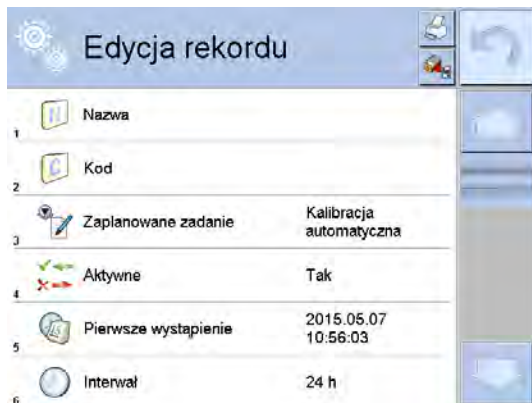 Edycja rekordu
1 Nazwa
2 Kod
3 Zaplanowane zadanie Kalibracja
automatyczna
4 Aktywne Tak
5 Pierwsze wystąpienie 2015.05.07
10:56:03
6 Interwał 24 h